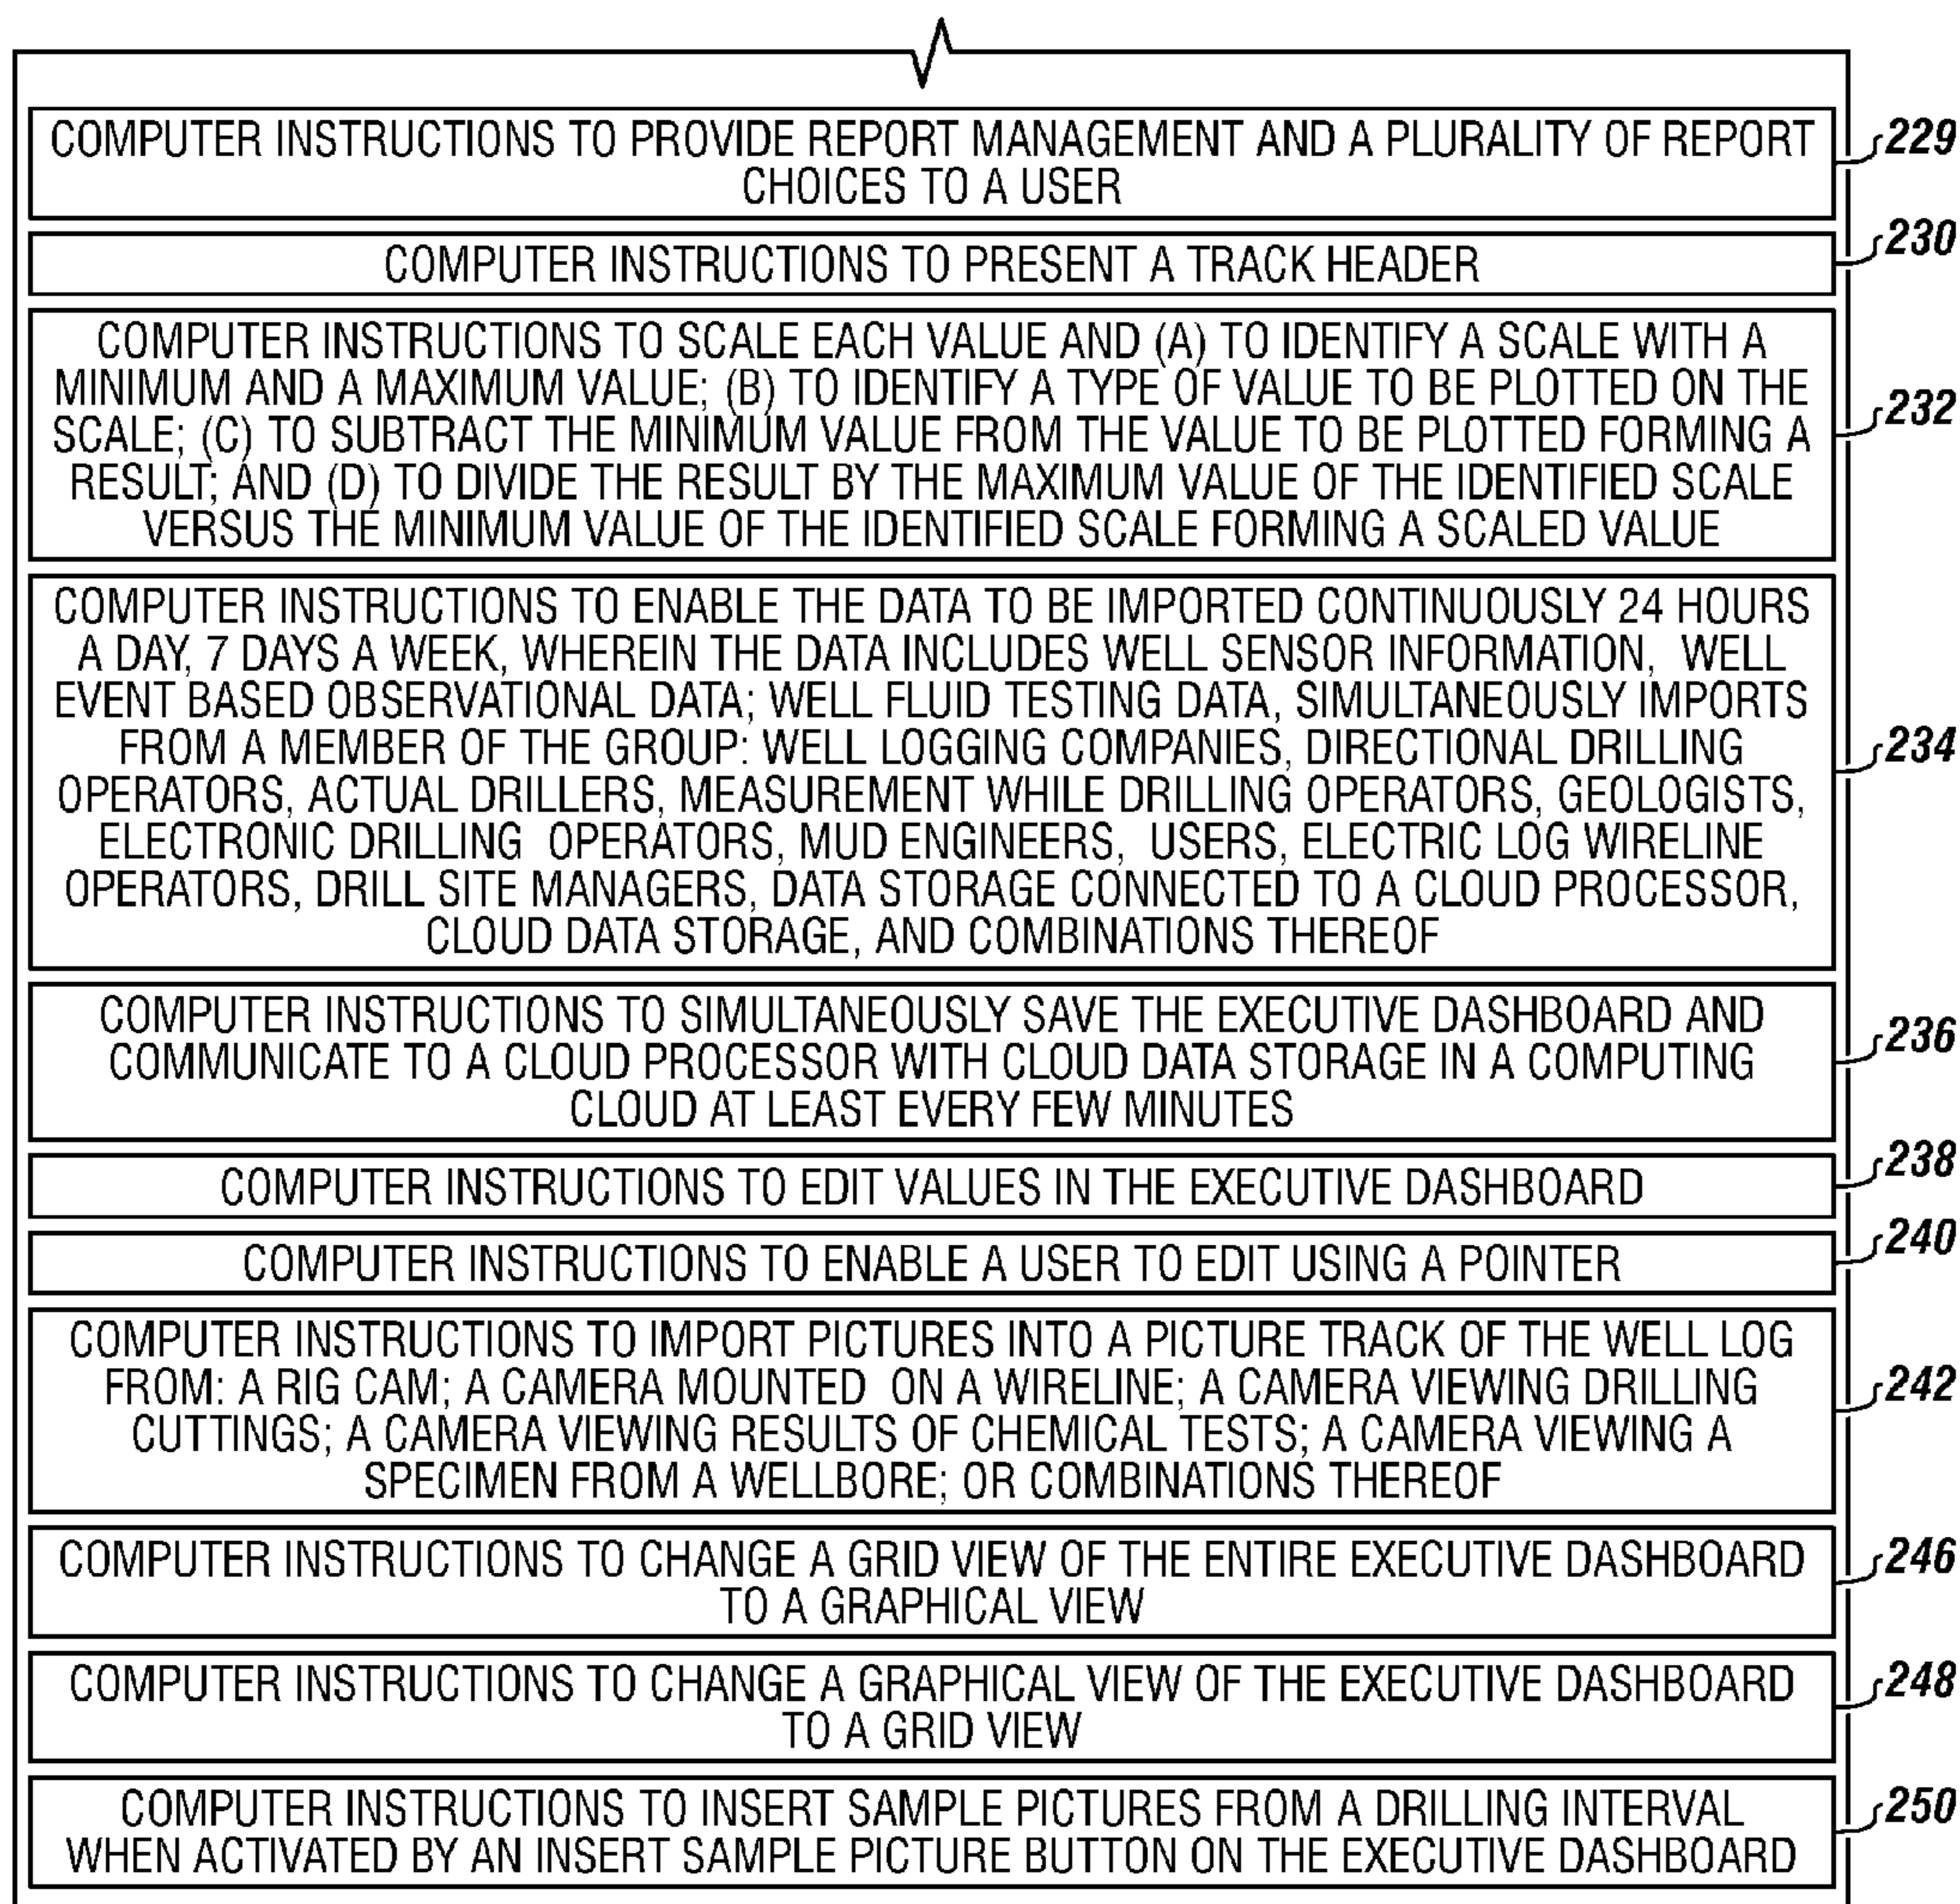 COMPUTER INSTRUCTIONS TO PROVIDE REPORT MANAGEMENT AND A PLURALITY OF REPORT
CHOICES TO A USER
229
COMPUTER INSTRUCTIONS TO PRESENT A TRACK HEADER
230
COMPUTER INSTRUCTIONS TO SCALE EACH VALUE AND (A) TO IDENTIFY A SCALE WITH A
MINIMUM AND A MAXIMUM VALUE; (B) TO IDENTIFY A TYPE OF VALUE TO BE PLOTTED ON THE
SCALE; (C) TO SUBTRACT THE MINIMUM VALUE FROM THE VALUE TO BE PLOTTED FORMING A
RESULT; AND (D) TO DIVIDE THE RESULT BY THE MAXIMUM VALUE OF THE IDENTIFIED SCALE
VERSUS THE MINIMUM VALUE OF THE IDENTIFIED SCALE FORMING A SCALED VALUE
232
COMPUTER INSTRUCTIONS TO ENABLE THE DATA TO BE IMPORTED CONTINUOUSLY 24 HOURS
A DAY, 7 DAYS A WEEK, WHEREIN THE DATA INCLUDES WELL SENSOR INFORMATION, WELL
EVENT BASED OBSERVATIONAL DATA; WELL FLUID TESTING DATA, SIMULTANEOUSLY IMPORTS
FROM A MEMBER OF THE GROUP: WELL LOGGING COMPANIES, DIRECTIONAL DRILLING
OPERATORS, ACTUAL DRILLERS, MEASUREMENT WHILE DRILLING OPERATORS, GEOLOGISTS,
ELECTRONIC DRILLING OPERATORS, MUD ENGINEERS, USERS, ELECTRIC LOG WIRELINE
OPERATORS, DRILL SITE MANAGERS, DATA STORAGE CONNECTED TO A CLOUD PROCESSOR,
CLOUD DATA STORAGE, AND COMBINATIONS THEREOF
234
COMPUTER INSTRUCTIONS TO SIMULTANEOUSLY SAVE THE EXECUTIVE DASHBOARD AND
COMMUNICATE TO A CLOUD PROCESSOR WITH CLOUD DATA STORAGE IN A COMPUTING
CLOUD AT LEAST EVERY FEW MINUTES
236
COMPUTER INSTRUCTIONS TO EDIT VALUES IN THE EXECUTIVE DASHBOARD
238
COMPUTER INSTRUCTIONS TO ENABLE A USER TO EDIT USING A POINTER
240
COMPUTER INSTRUCTIONS TO IMPORT PICTURES INTO A PICTURE TRACK OF THE WELL LOG
FROM: A RIG CAM; A CAMERA MOUNTED ON A WIRELINE; A CAMERA VIEWING DRILLING
CUTTINGS; A CAMERA VIEWING RESULTS OF CHEMICAL TESTS; A CAMERA VIEWING A
SPECIMEN FROM A WELLBORE; OR COMBINATIONS THEREOF
242
COMPUTER INSTRUCTIONS TO CHANGE A GRID VIEW OF THE ENTIRE EXECUTIVE DASHBOARD
TO A GRAPHICAL VIEW
246
COMPUTER INSTRUCTIONS TO CHANGE A GRAPHICAL VIEW OF THE EXECUTIVE DASHBOARD
TO A GRID VIEW
248
COMPUTER INSTRUCTIONS TO INSERT SAMPLE PICTURES FROM A DRILLING INTERVAL
WHEN ACTIVATED BY AN INSERT SAMPLE PICTURE BUTTON ON THE EXECUTIVE DASHBOARD
250